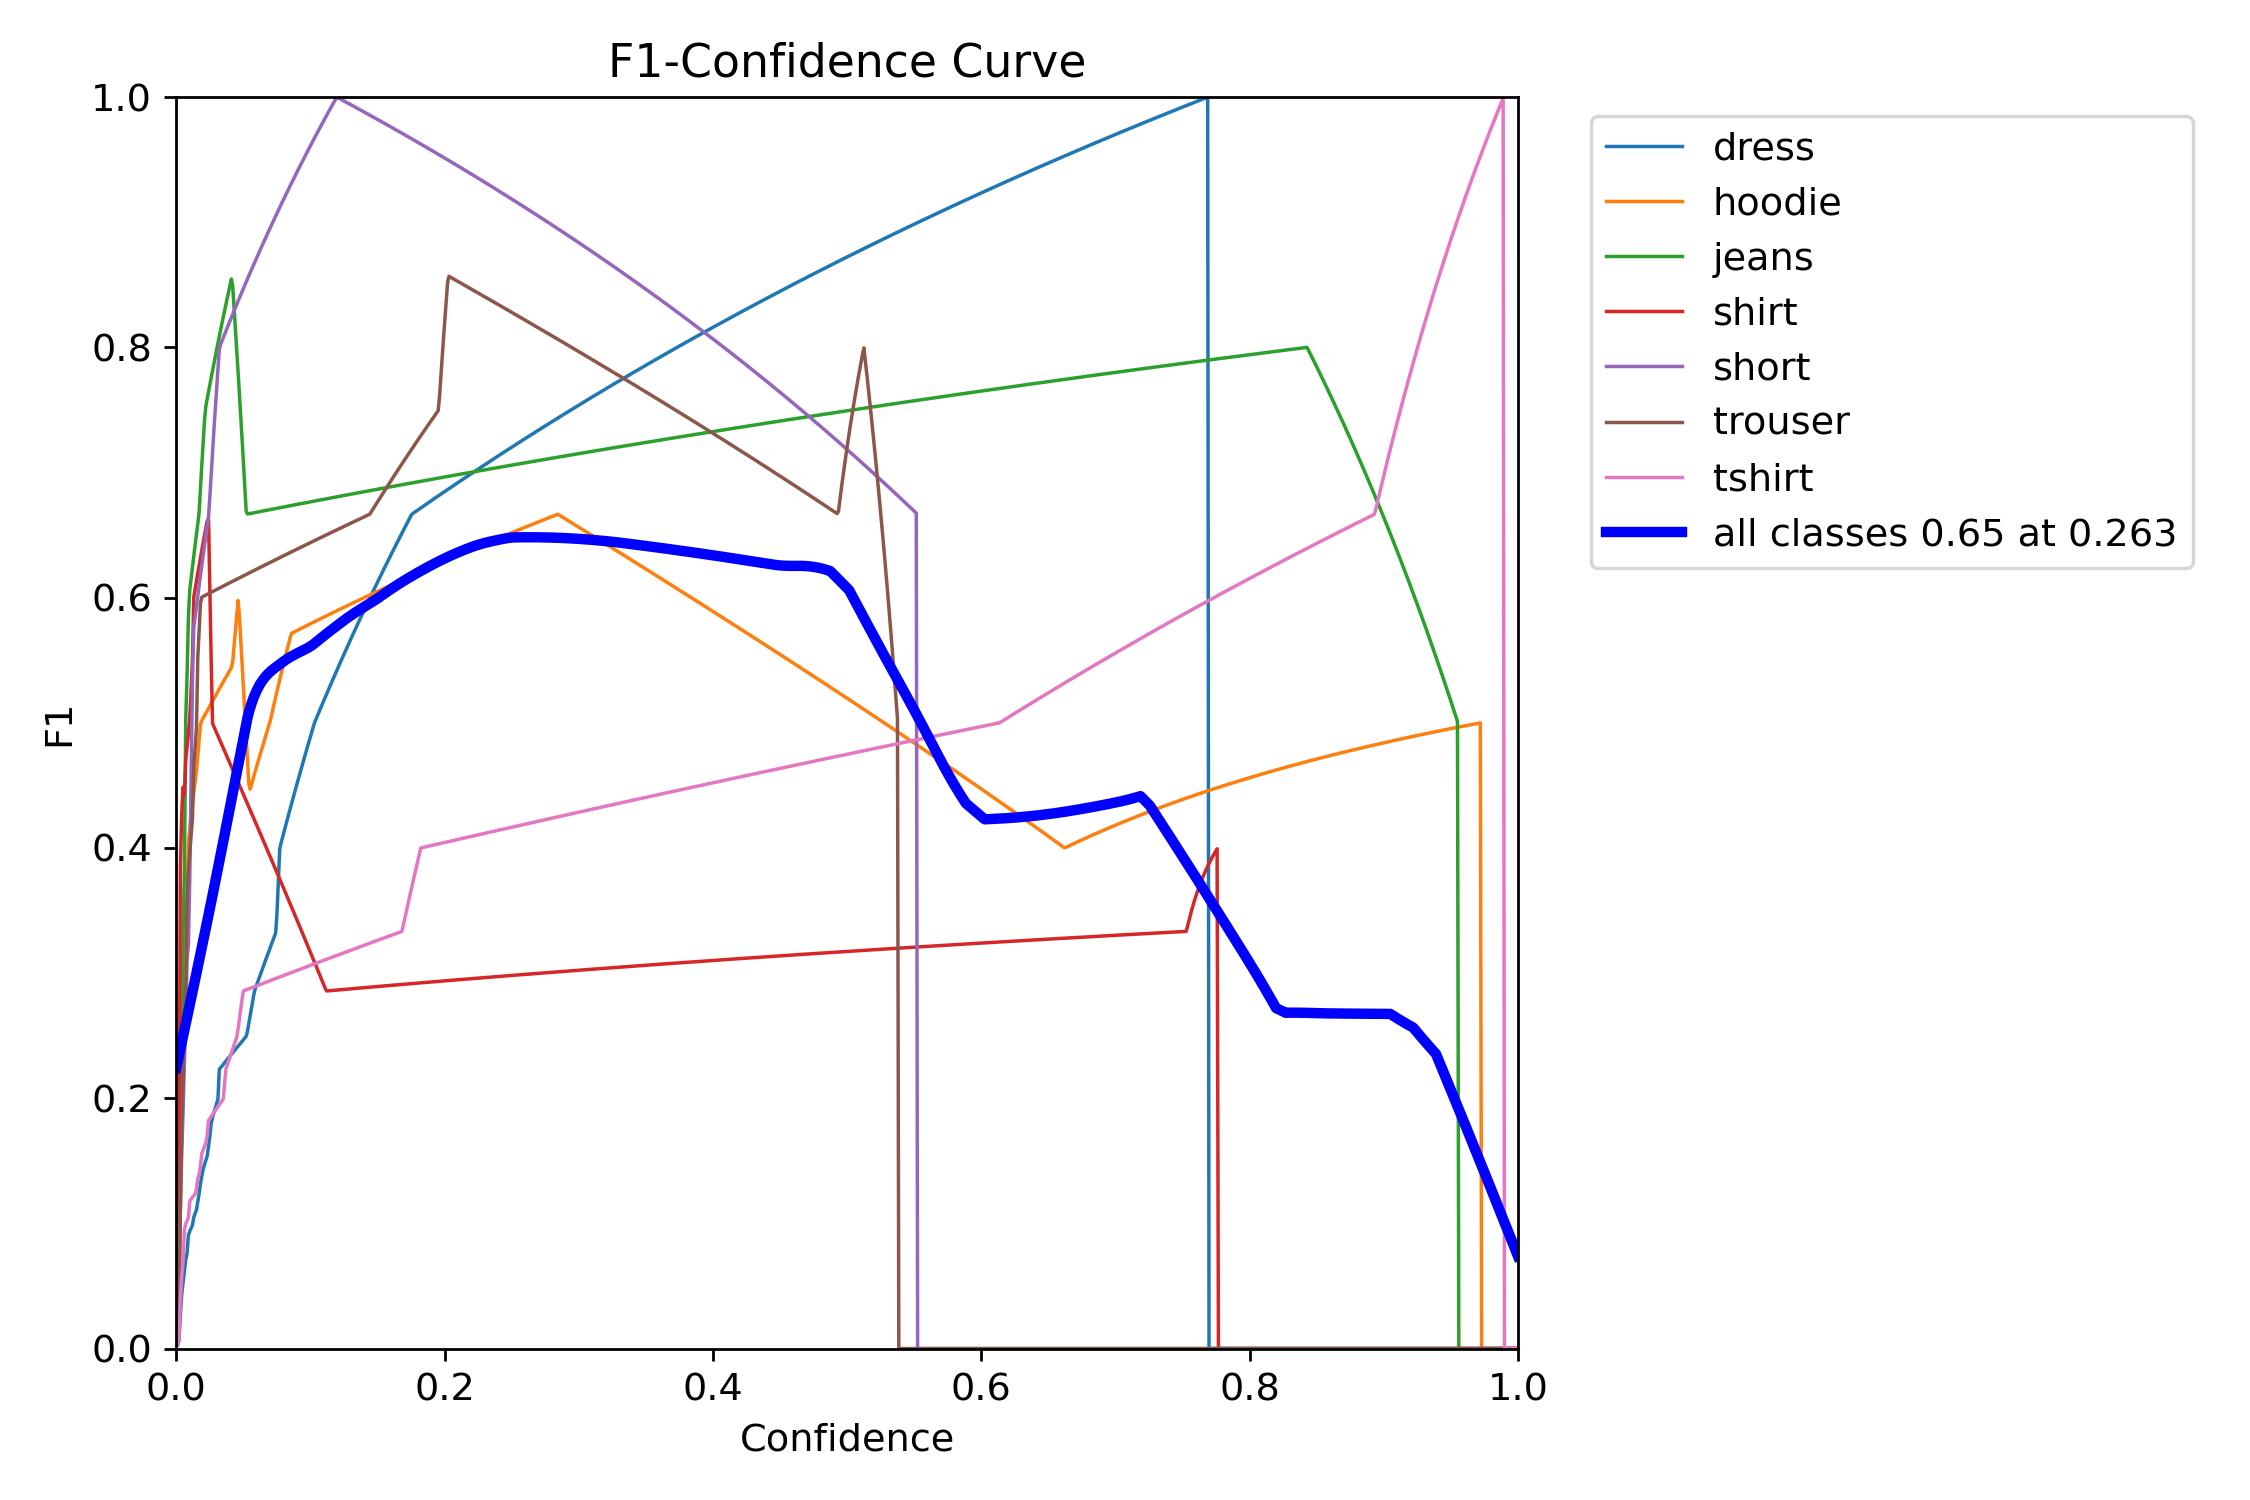 F1-Confidence Curve
1.0
0.8
0.6
0.4
0.2
0.0
F1
0.0 0.2 0.4 0.6 0.8 1.0
Confidence
dress
hoodie
jeans
shirt
short
trouser
tshirt
all classes 0.65 at 0.263